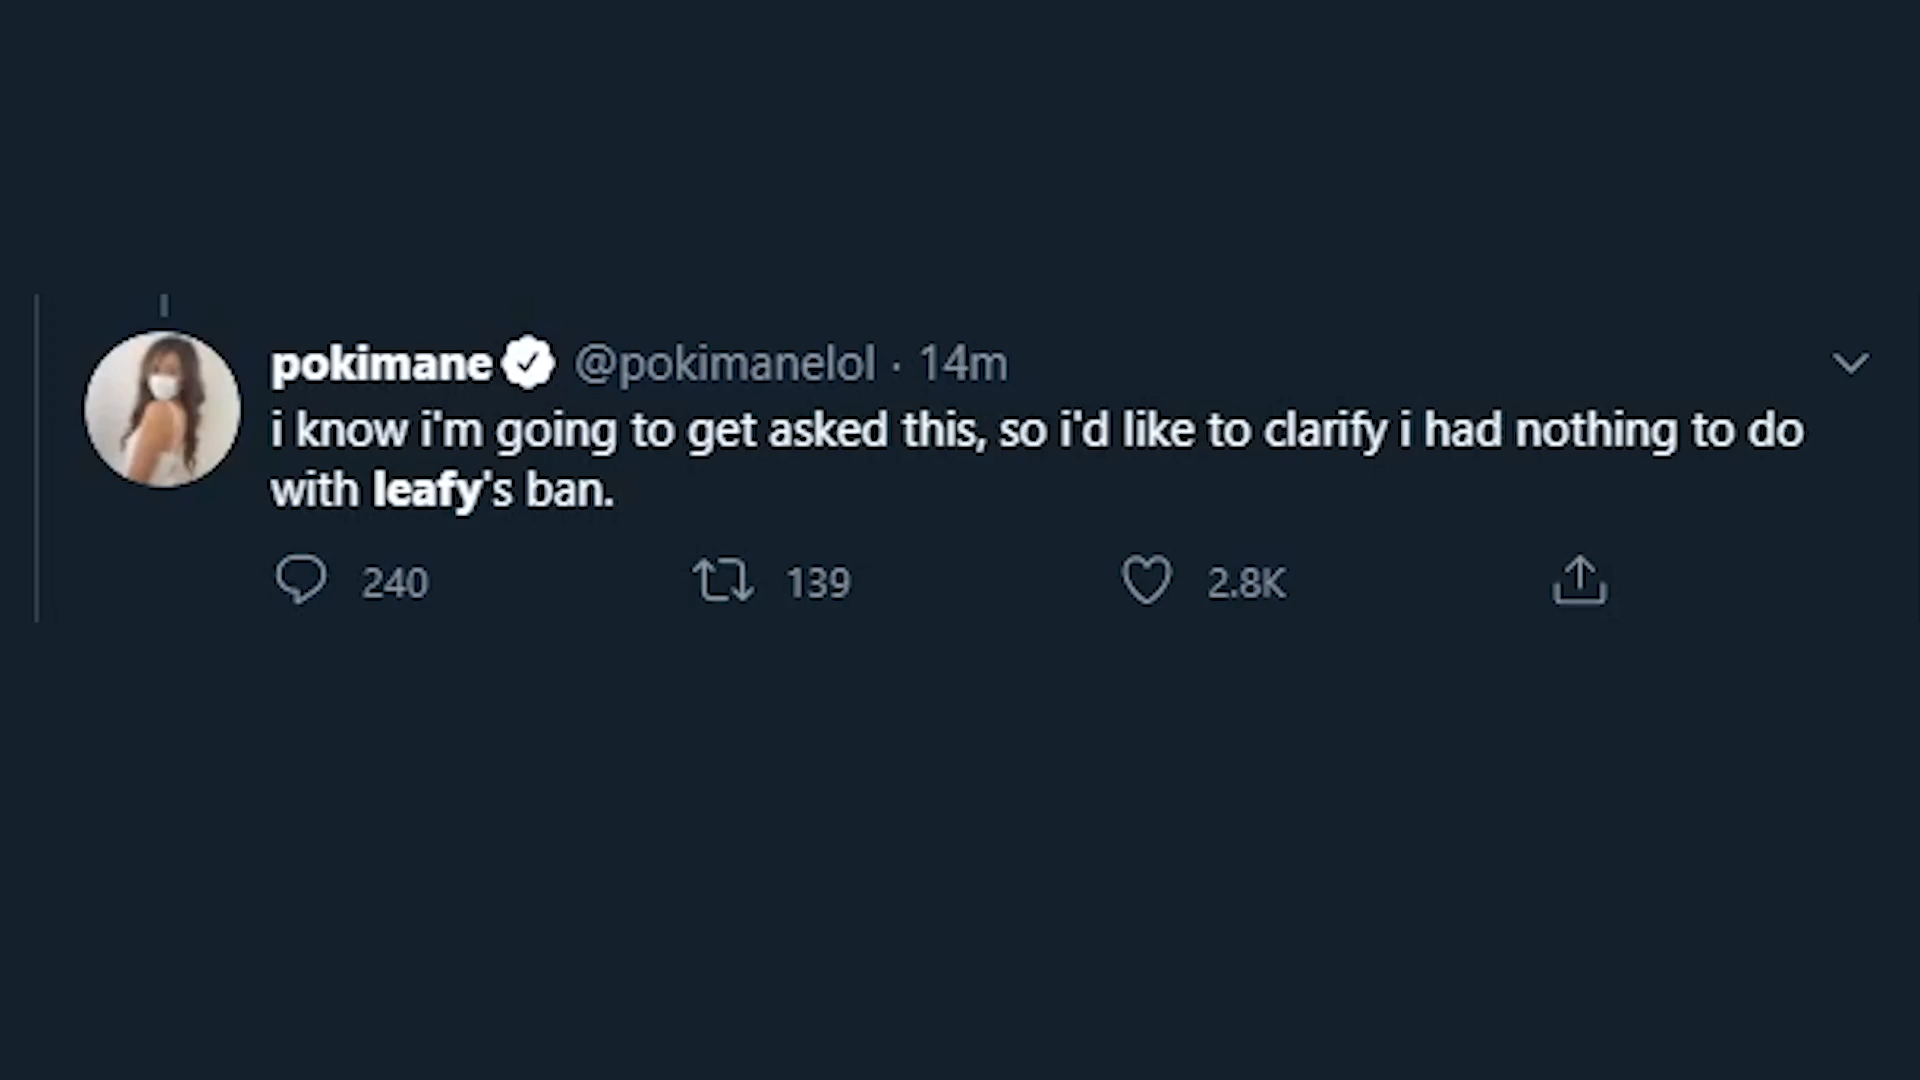 pokimane @pokimanelol · 14m
i know i'm going to get asked this, so i'd like to clarify i had nothing to do
with leafy's ban.
240 139 2.8K